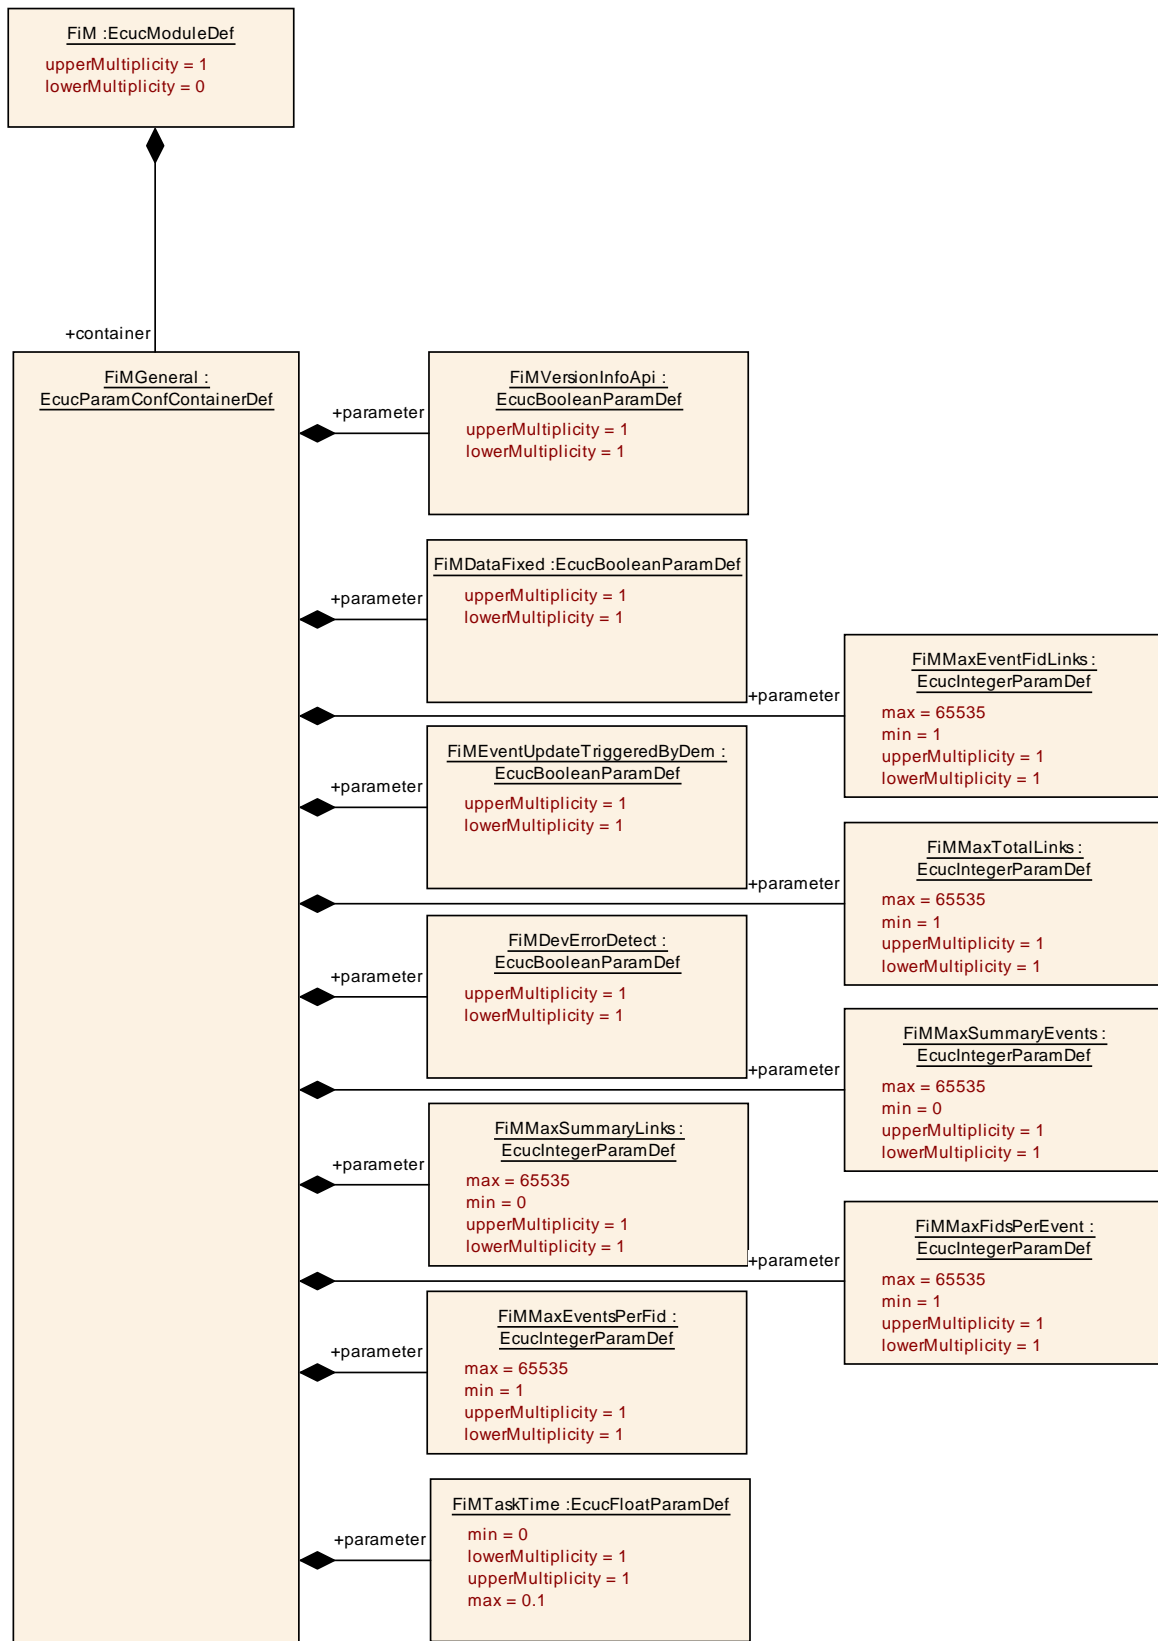 FiM :EcucModuleDef
upperMultiplicity = 1
lowerMultiplicity = 0
+container
FiMGeneral :
EcucParamConfContainerDef
+parameter
FiMVersionInfoApi :
EcucBooleanParamDef
upperMultiplicity = 1
lowerMultiplicity = 1
+parameter
FiMDataFixed :EcucBooleanParamDef
upperMultiplicity = 1
lowerMultiplicity = 1
+parameter
FiMMaxEventFidLinks :
EcucIntegerParamDef
max = 65535
min = 1
upperMultiplicity = 1
lowerMultiplicity = 1
+parameter
FiMEventUpdateTriggeredByDem :
EcucBooleanParamDef
upperMultiplicity = 1
lowerMultiplicity = 1
+parameter
FiMMaxTotalLinks :
EcucIntegerParamDef
max = 65535
min = 1
upperMultiplicity = 1
lowerMultiplicity = 1
+parameter
FiMDevErrorDetect :
EcucBooleanParamDef
upperMultiplicity = 1
lowerMultiplicity = 1
+parameter
FiMMaxSummaryEvents :
EcucIntegerParamDef
max = 65535
min = 0
upperMultiplicity = 1
lowerMultiplicity = 1
+parameter
FiMMaxSummaryLinks :
EcucIntegerParamDef
max = 65535
min = 0
upperMultiplicity = 1
lowerMultiplicity = 1
+parameter
FiMMaxFidsPerEvent :
EcucIntegerParamDef
max = 65535
min = 1
upperMultiplicity = 1
lowerMultiplicity = 1
+parameter
FiMMaxEventsPerFid :
EcucIntegerParamDef
max = 65535
min = 1
upperMultiplicity = 1
lowerMultiplicity = 1
+parameter
FiMTaskTime :EcucFloatParamDef
min = 0
lowerMultiplicity = 1
upperMultiplicity = 1
max = 0.1